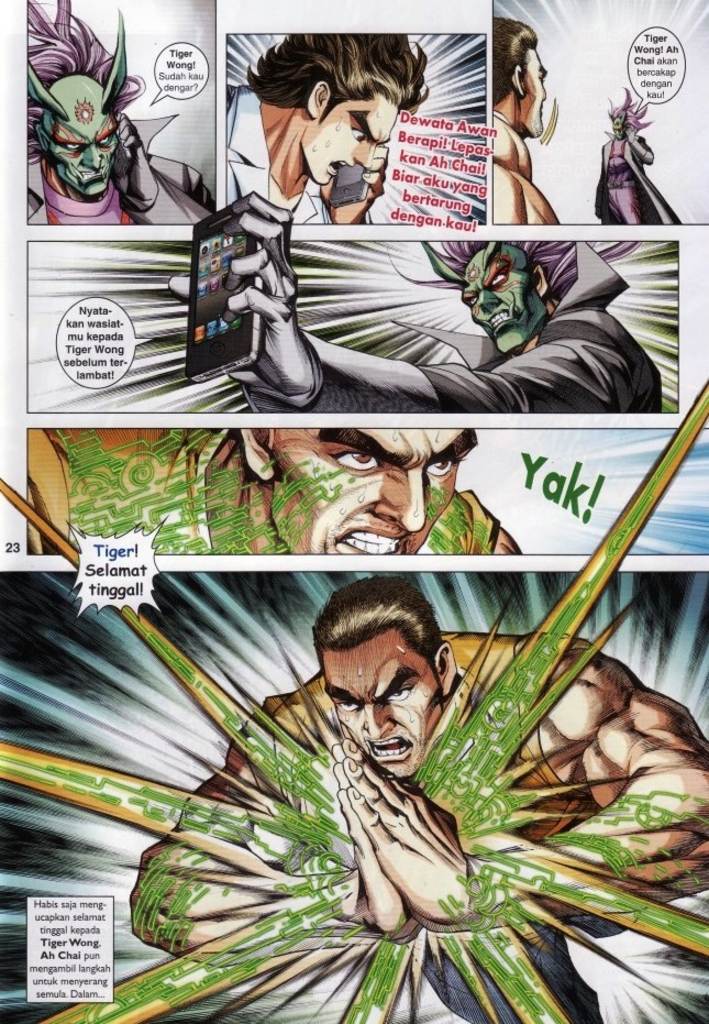 Tiger
Wong!
Sudah kau
dengar?
Dewata Awan
Berapi! Lepas-
kan Ah Chai!
Biar aku yang
bertarung
dengan kau!
Tiger
Wong! Ah
Chai akan
bercakap
dengan
kau!
Nyata-
kan wasiat-
mu kepada
Tiger Wong
sebelum ter-
lambat!
Yak!
23
Tiger!
Selamat
tinggal!
Habis saja meng-
ucapkan selamat
tinggal kepada
Tiger Wong,
Ah Chai pun
mengambil langkah
untuk menyerang
semula. Dalam...